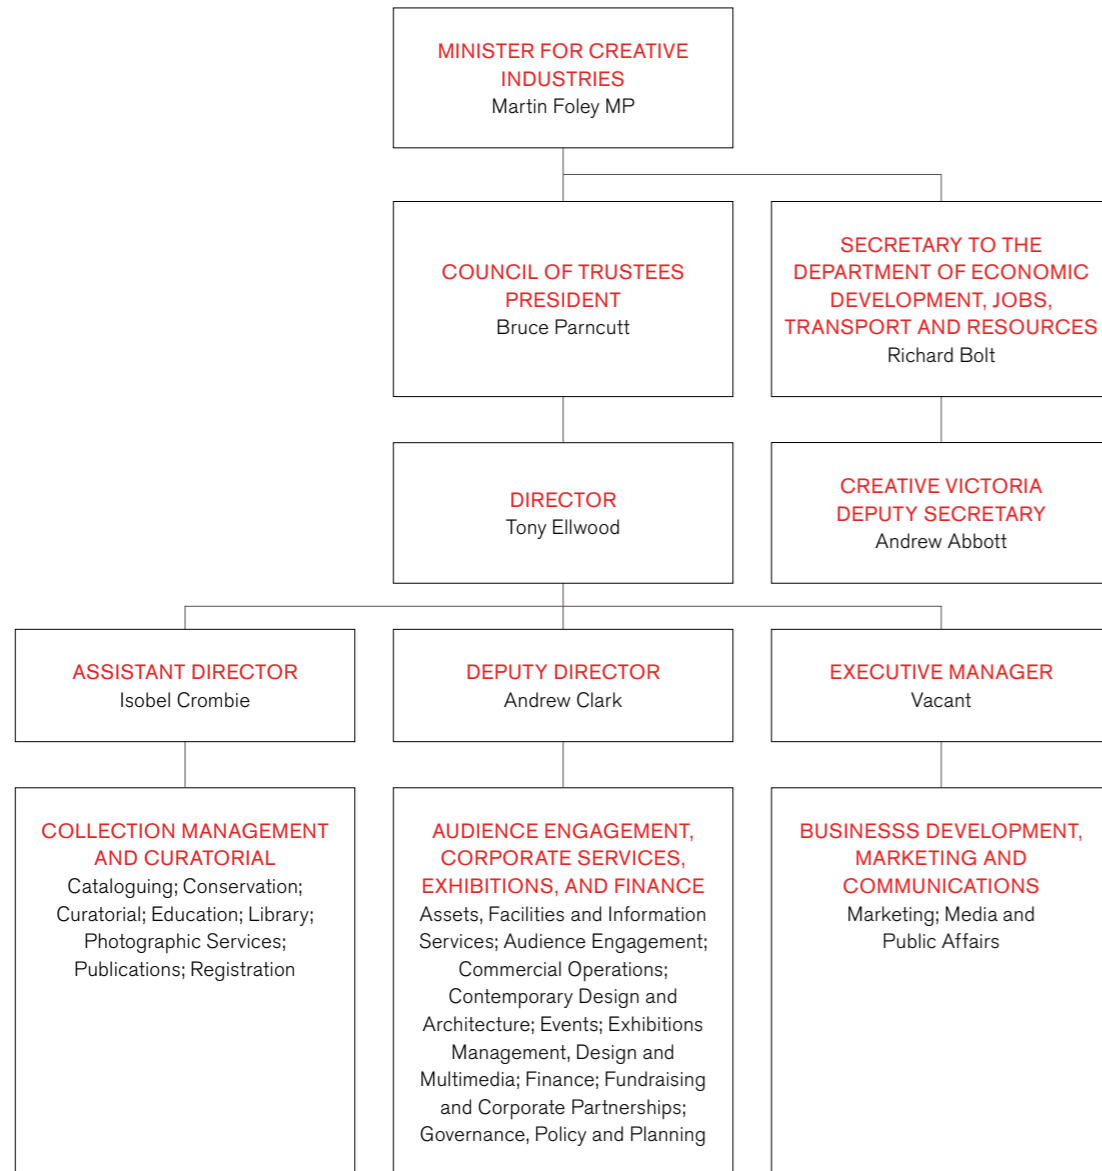 MINISTER FOR CREATIVE
INDUSTRIES
Martin Foley MP
COUNCIL OF TRUSTEES
PRESIDENT
Bruce Parncutt
SECRETARY TO THE
DEPARTMENT OF ECONOMIC
DEVELOPMENT, JOBS,
TRANSPORT AND RESOURCES
Richard Bolt
DIRECTOR
Tony Ellwood
CREATIVE VICTORIA
DEPUTY SECRETARY
Andrew Abbott
ASSISTANT DIRECTOR
Isobel Crombie
DEPUTY DIRECTOR
Andrew Clark
EXECUTIVE MANAGER
Vacant
COLLECTION MANAGEMENT
AND CURATORIAL
Cataloguing; Conservation;
Curatorial; Education; Library;
Photographic Services;
Publications; Registration
AUDIENCE ENGAGEMENT,
CORPORATE SERVICES,
EXHIBITIONS, AND FINANCE
Assets, Facilities and Information
Services; Audience Engagement;
Commercial Operations;
Contemporary Design and
Architecture; Events; Exhibitions
Management, Design and
Multimedia; Finance; Fundraising
and Corporate Partnerships;
Governance, Policy and Planning
BUSINESSS DEVELOPMENT,
MARKETING AND
COMMUNICATIONS
Marketing; Media and
Public Affairs